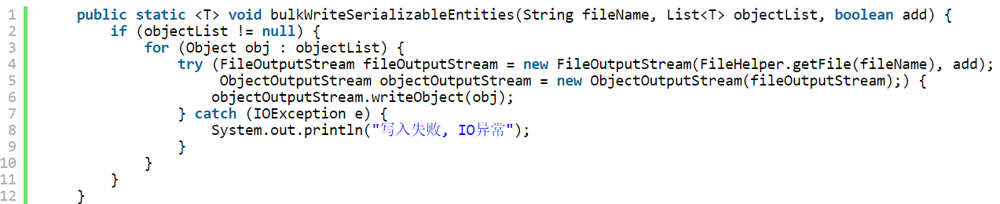 1 public static <T> void bulkWriteSerializableEntities(String fileName, List<T> objectList, boolean add) {
2 if (objectList != null) {
3 for (Object obj : objectList) {
4 try (FileOutputStream fileOutputStream = new FileOutputStream(FileHelper.getFile(fileName), add);
5 ObjectOutputStream objectOutputStream = new ObjectOutputStream(fileOutputStream);) {
6 objectOutputStream.writeObject(obj);
7 } catch (IOException e) {
8 System.out.println("写入失败, IO异常");
9 }
10 }
11 }
12 }